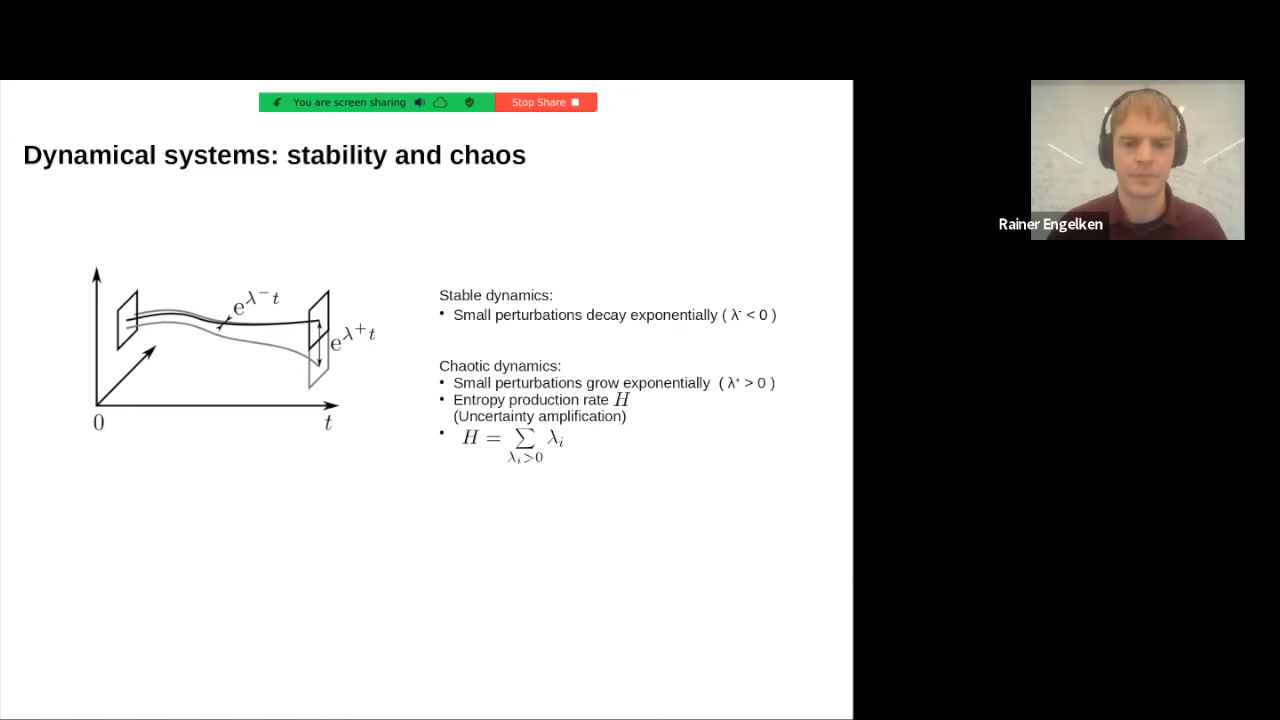 You are screen sharing
Stop Share
Dynamical systems: stability and chaos
e^{λ^- t}
e^{λ^+ t}
0
t
Stable dynamics:
• Small perturbations decay exponentially ( λ⁻ < 0 )
Chaotic dynamics:
• Small perturbations grow exponentially ( λ⁺ > 0 )
• Entropy production rate H
(Uncertainty amplification)
• H = ∑_{λ_i>0} λ_i
Rainer Engelken